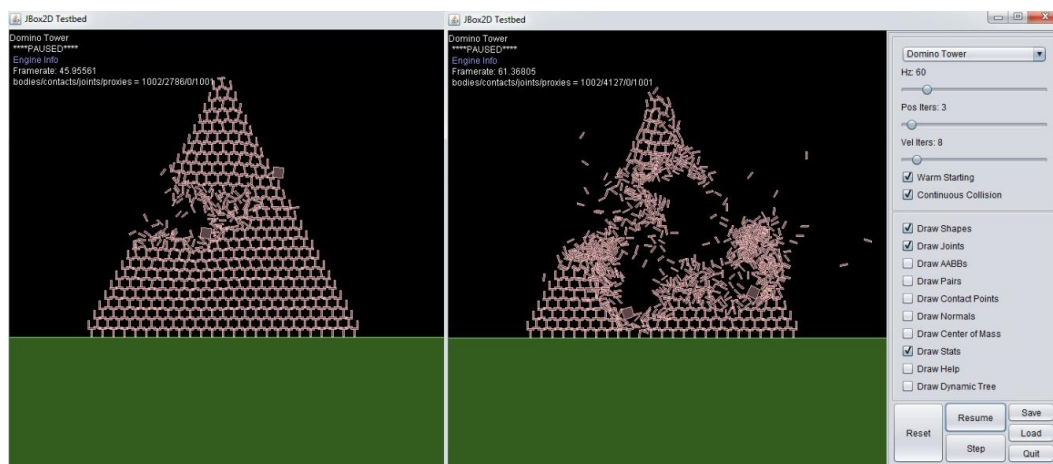 JBox2D Testbed
Domino Tower
****PAUSED****
Engine Info
Framerate: 45.95561
bodies/contacts/joints/proxies = 1002/2786/0/1001
JBox2D Testbed
Domino Tower
****PAUSED****
Engine Info
Framerate: 61.36805
bodies/contacts/joints/proxies = 1002/4127/0/1001
Domino Tower
Hz: 60
Pos Iters: 3
Vel Iters: 8
Warm Starting
Continuous Collision
Draw Shapes
Draw Joints
Draw AABBs
Draw Pairs
Draw Contact Points
Draw Normals
Draw Center of Mass
Draw Stats
Draw Help
Draw Dynamic Tree
Reset
Resume
Step
Save
Load
Quit